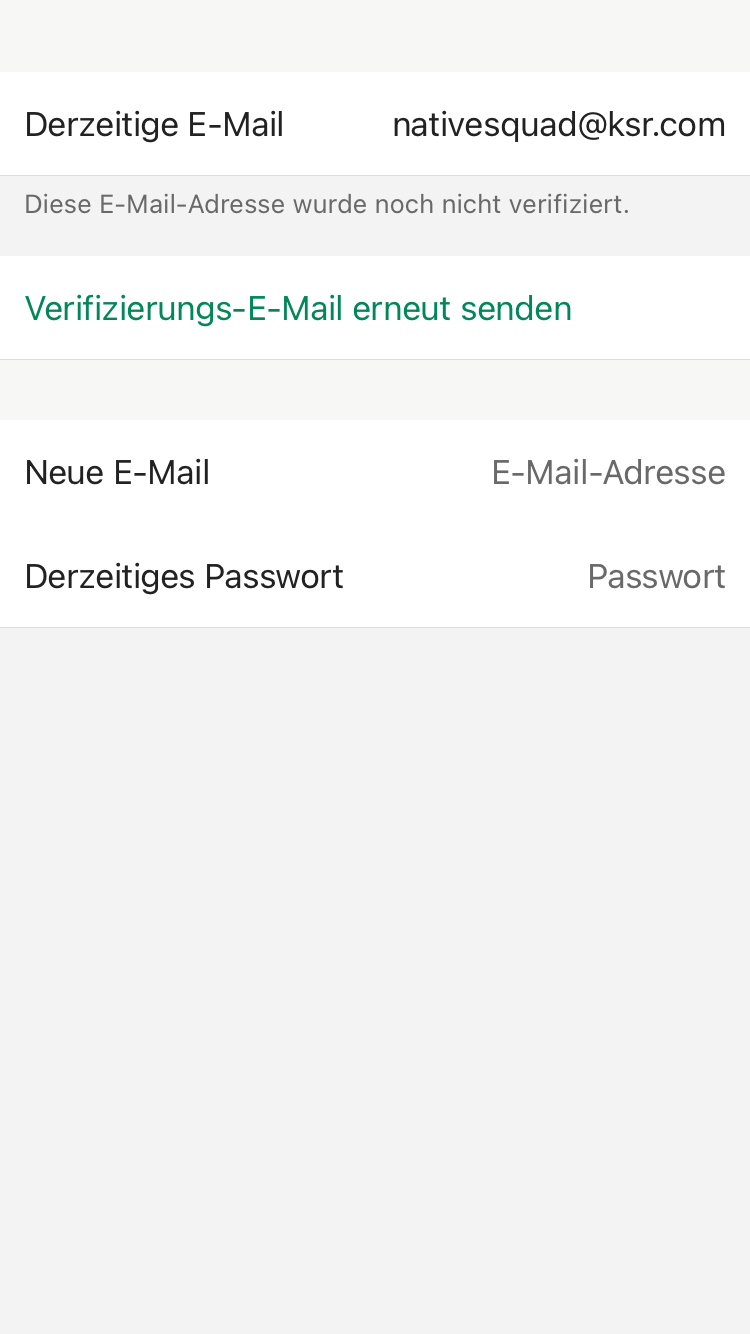 Derzeitige E-Mail nativesquad@ksr.com
Diese E-Mail-Adresse wurde noch nicht verifiziert.
Verifizierungs-E-Mail erneut senden
Neue E-Mail E-Mail-Adresse
Derzeitiges Passwort Passwort